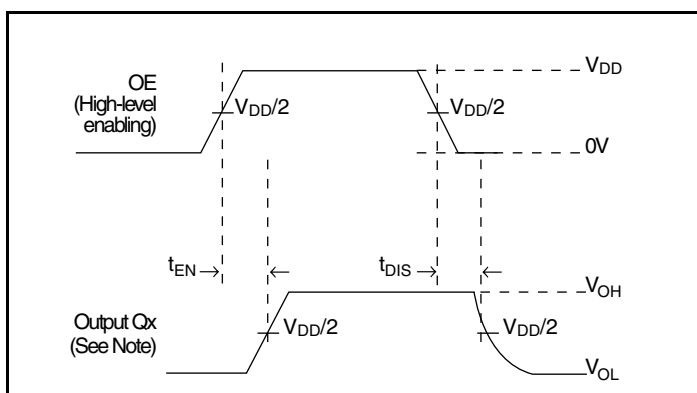 OE
(High-level
enabling)
V_DD/2
V_DD/2
V_DD
0V
t_EN
t_DIS
Output Qx
(See Note)
V_DD/2
V_DD/2
V_OH
V_OL